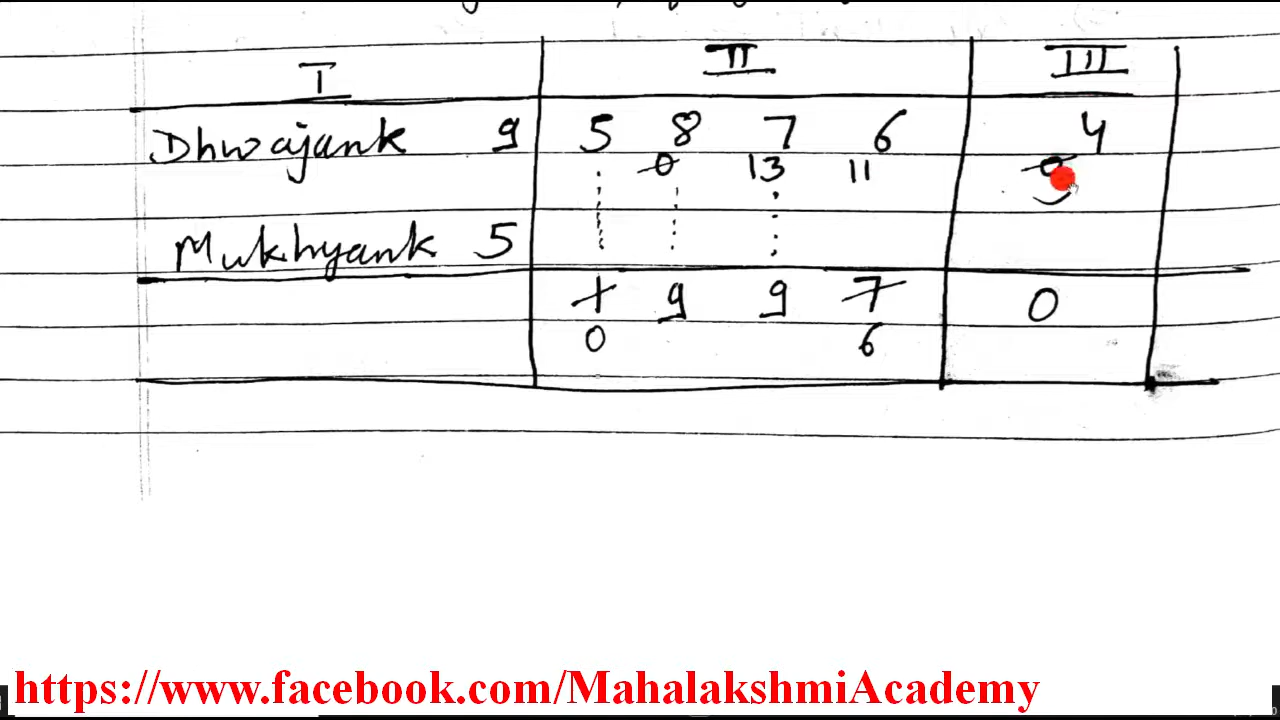 I II III
Dhwajank 9 5 8 7 6 4
0 13 11
Mukhyank 5
1 9 9 7 0
0 6
https://www.facebook.com/MahalakshmiAcademy